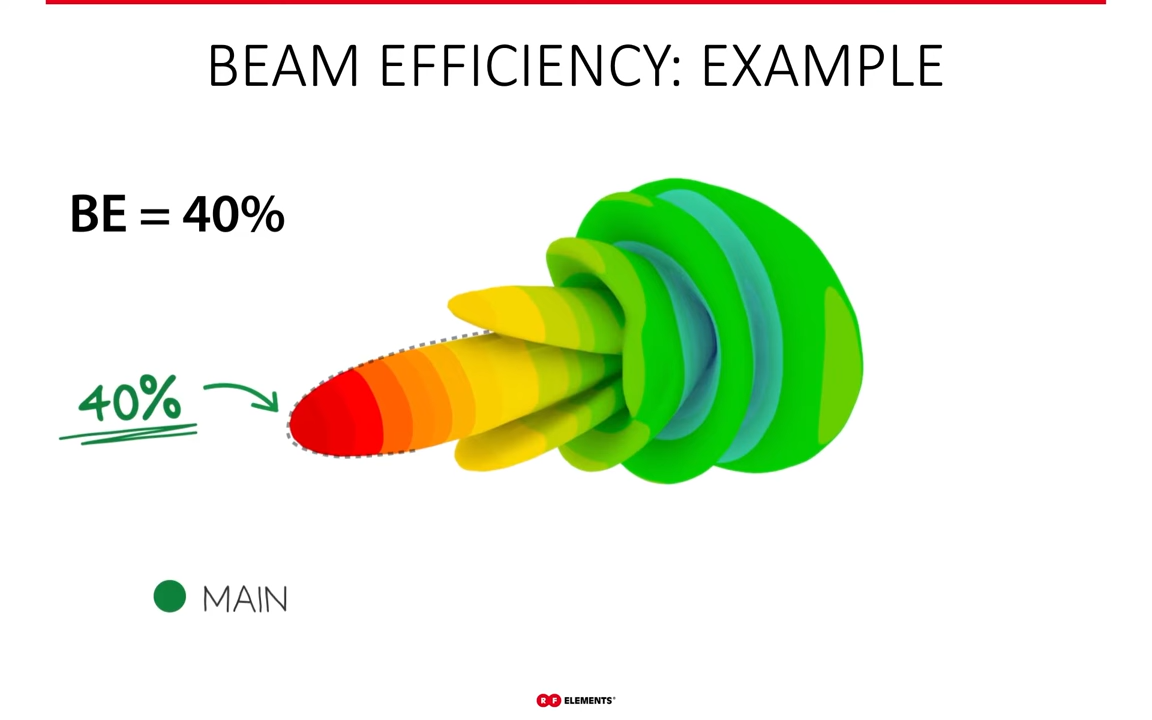 BEAM EFFICIENCY: EXAMPLE
BE = 40%
40%
MAIN
RF ELEMENTS®